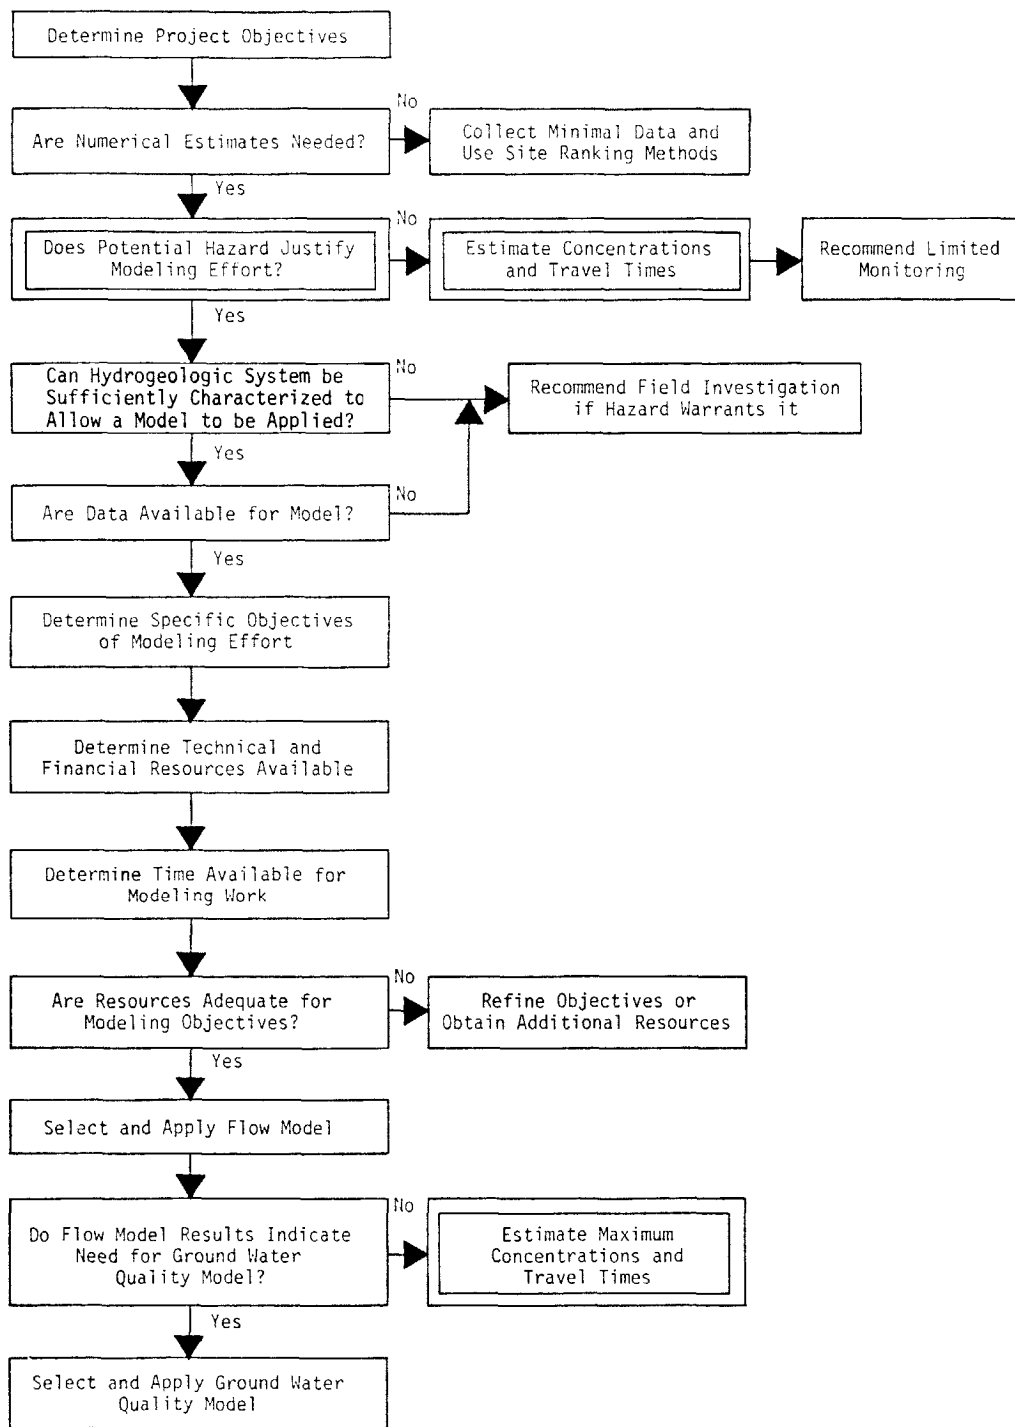 Determine Project Objectives
Are Numerical Estimates Needed?
No
Collect Minimal Data and
Use Site Ranking Methods
Yes
Does Potential Hazard Justify
Modeling Effort?
No
Estimate Concentrations
and Travel Times
Recommend Limited
Monitoring
Yes
Can Hydrogeologic System be
Sufficiently Characterized to
Allow a Model to be Applied?
No
Recommend Field Investigation
if Hazard Warrants it
Yes
Are Data Available for Model?
No
Yes
Determine Specific Objectives
of Modeling Effort
Determine Technical and
Financial Resources Available
Determine Time Available for
Modeling Work
Are Resources Adequate for
Modeling Objectives?
No
Refine Objectives or
Obtain Additional Resources
Yes
Select and Apply Flow Model
Do Flow Model Results Indicate
Need for Ground Water
Quality Model?
No
Estimate Maximum
Concentrations and
Travel Times
Yes
Select and Apply Ground Water
Quality Model